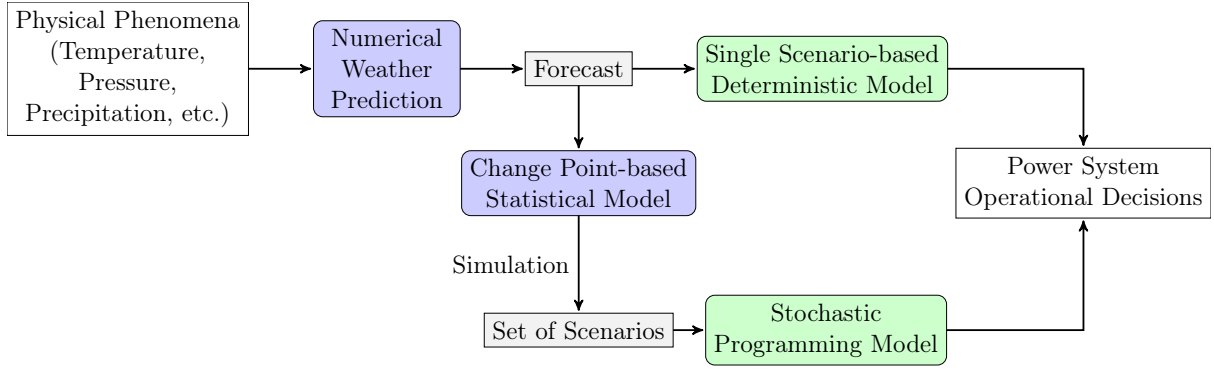 Physical Phenomena
(Temperature,
Pressure,
Precipitation, etc.)
Numerical
Weather
Prediction
Forecast
Single Scenario-based
Deterministic Model
Change Point-based
Statistical Model
Power System
Operational Decisions
Simulation
Set of Scenarios
Stochastic
Programming Model